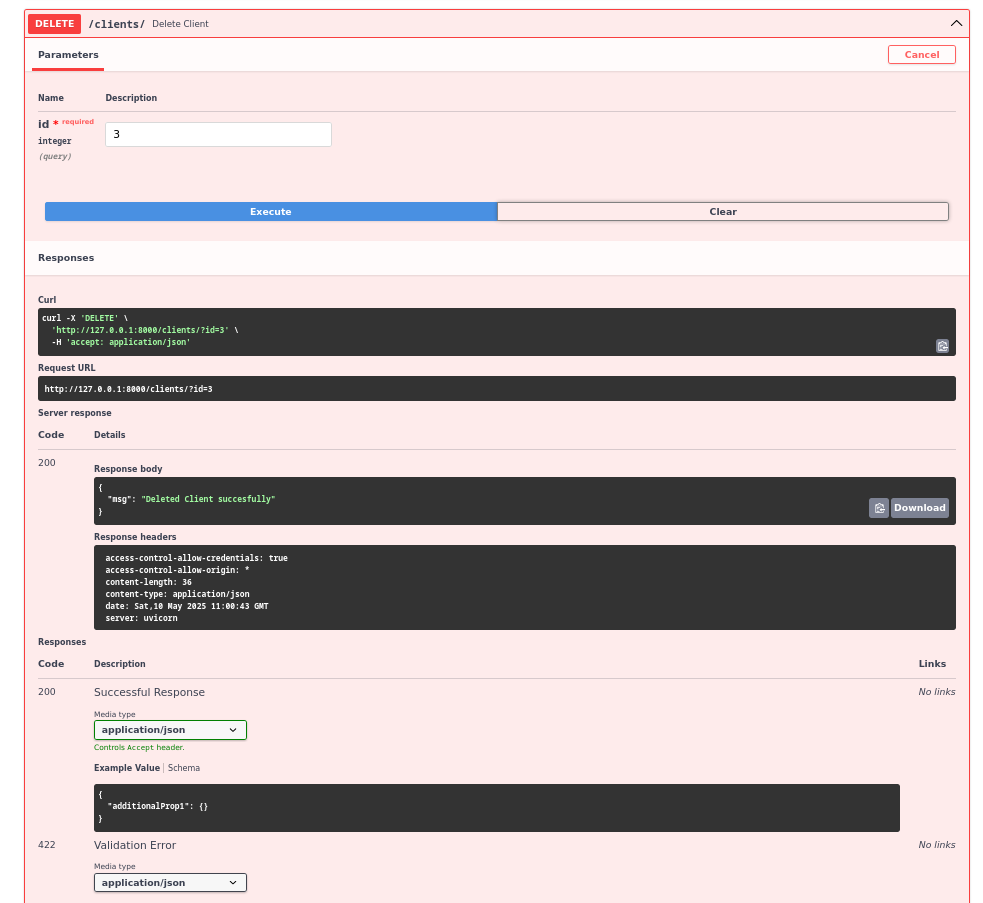 DELETE /clients/ Delete Client
Parameters
Cancel
Name Description
id * required
integer
(query)
3
Execute
Clear
Responses
Curl
curl -X 'DELETE' \
'http://127.0.0.1:8000/clients/?id=3' \
-H 'accept: application/json'
Request URL
http://127.0.0.1:8000/clients/?id=3
Server response
Code Details
200
Response body
{
"msg": "Deleted Client succesfully"
}
Download
Response headers
access-control-allow-credentials: true
access-control-allow-origin: *
content-length: 36
content-type: application/json
date: Sat,10 May 2025 11:00:43 GMT
server: uvicorn
Responses
Code Description Links
200 Successful Response No links
Media type
application/json
Controls Accept header.
Example Value | Schema
{
"additionalProp1": {}
}
422 Validation Error No links
Media type
application/json